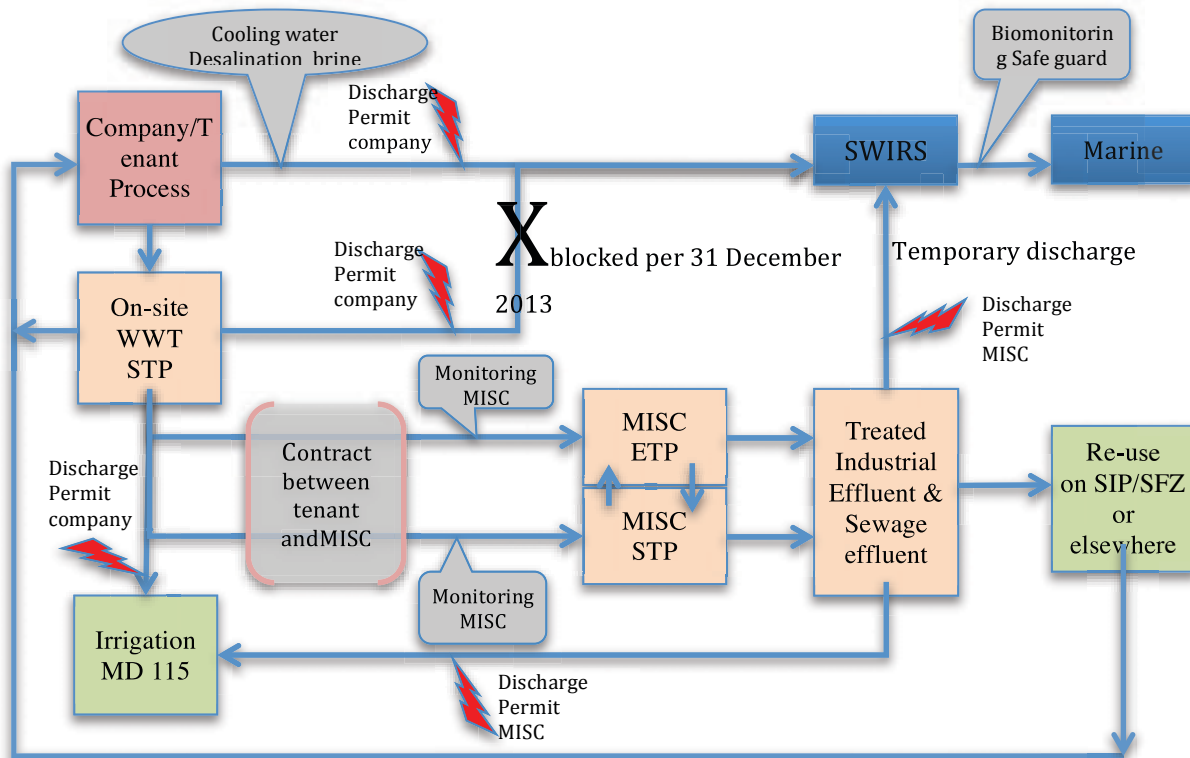 Cooling water
Desalination brine
Biomonitorin
g Safe guard
Discharge
Permit
company
Company/T
enant
Process
SWIRS
Marine
X blocked per 31 December
2013
Discharge
Permit
company
Temporary discharge
On-site
WWT
STP
Discharge
Permit
MISC
Monitoring
MISC
Contract
between
tenant
andMISC
MISC
ETP
MISC
STP
Treated
Industrial
Effluent &
Sewage
effluent
Re-use
on SIP/SFZ
or
elsewhere
Discharge
Permit
company
Monitoring
MISC
Irrigation
MD 115
Discharge
Permit
MISC